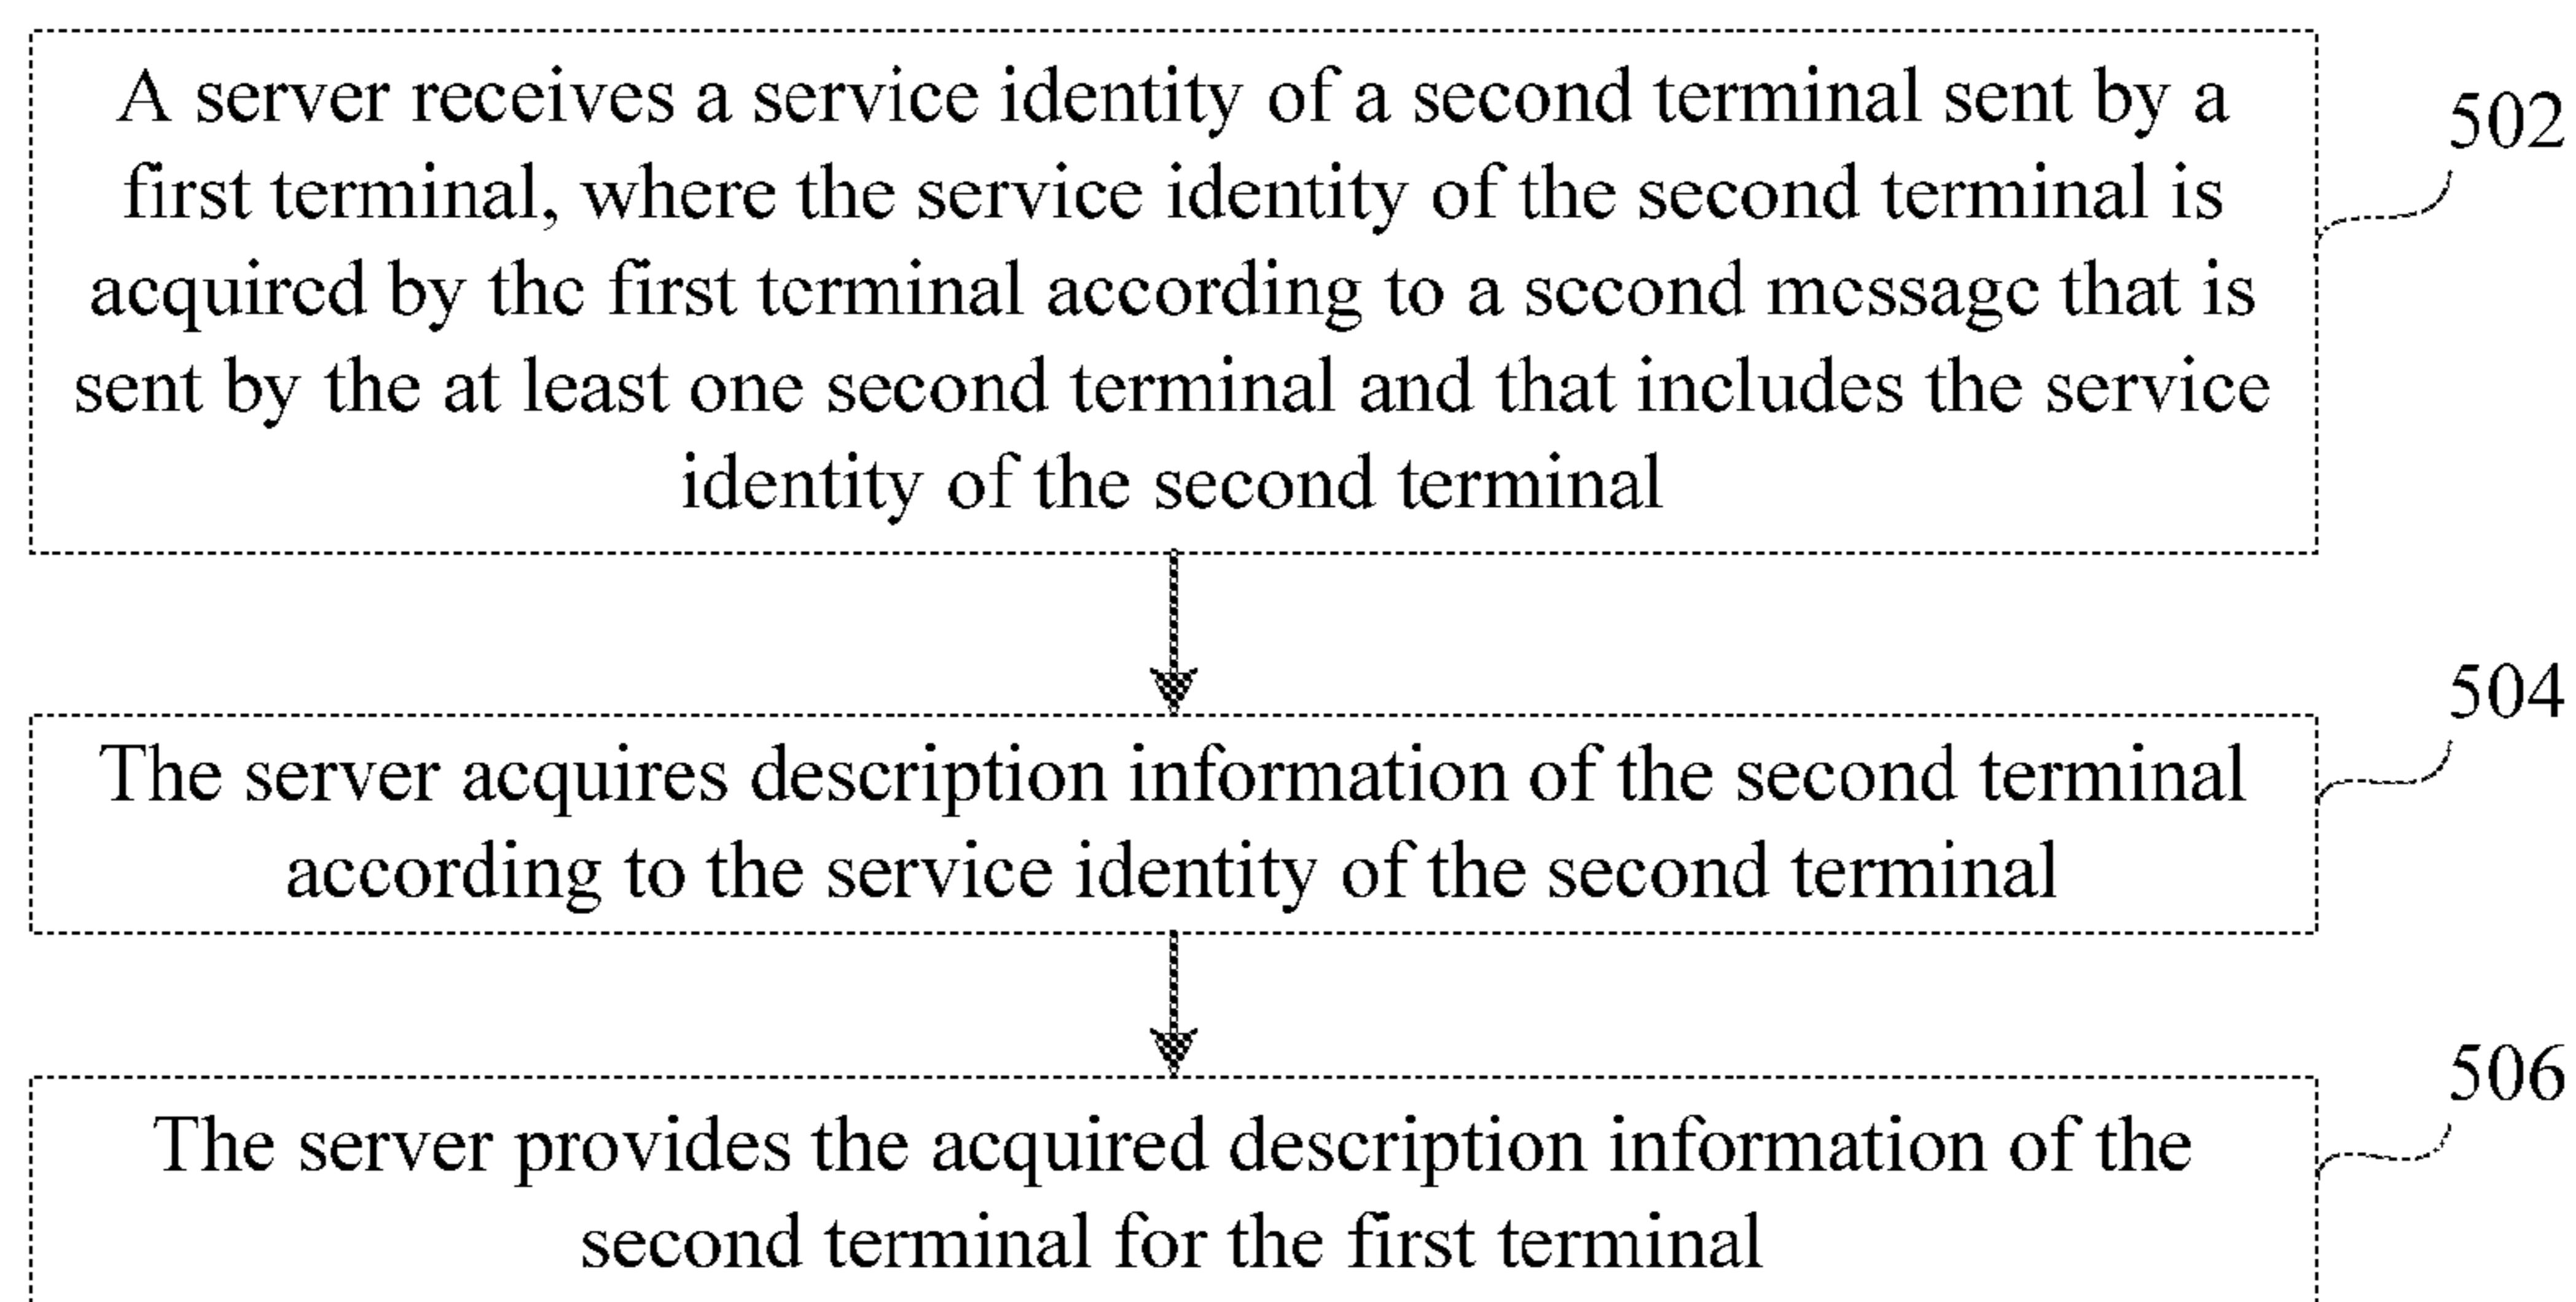 A server receives a service identity of a second terminal sent by a
502
first terminal, where the service identity of the second terminal is
acquired by the first terminal according to a second message that is
sent by the at least one second terminal and that includes the service
identity of the second terminal
504
The server acquires description information of the second terminal
according to the service identity of the second terminal
506
The server provides the acquired description information of the
second terminal for the first terminal